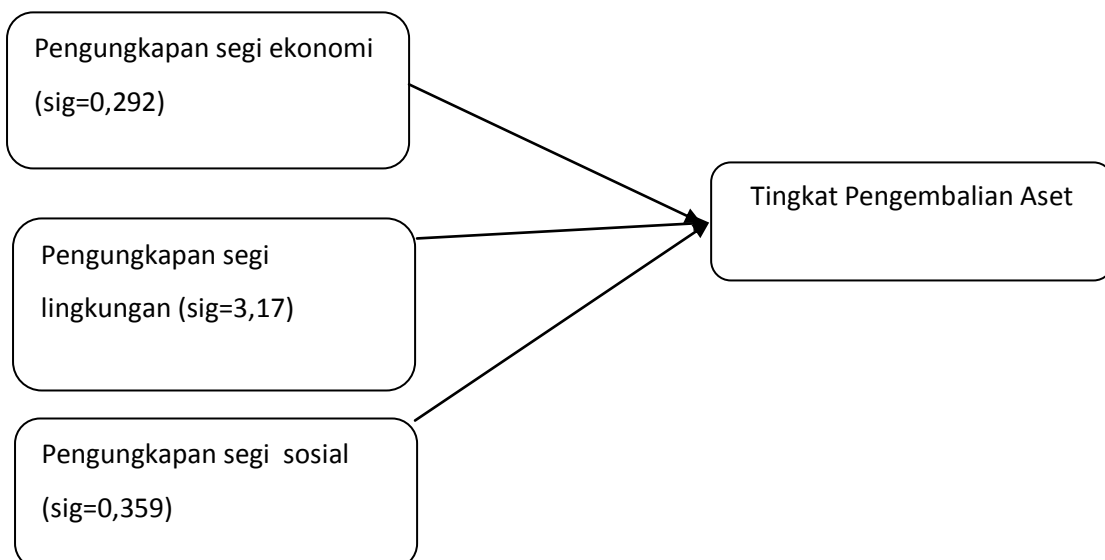 Pengungkapan segi ekonomi
(sig=0,292)
Tingkat Pengembalian Aset
Pengungkapan segi
lingkungan (sig=3,17)
Pengungkapan segi sosial
(sig=0,359)